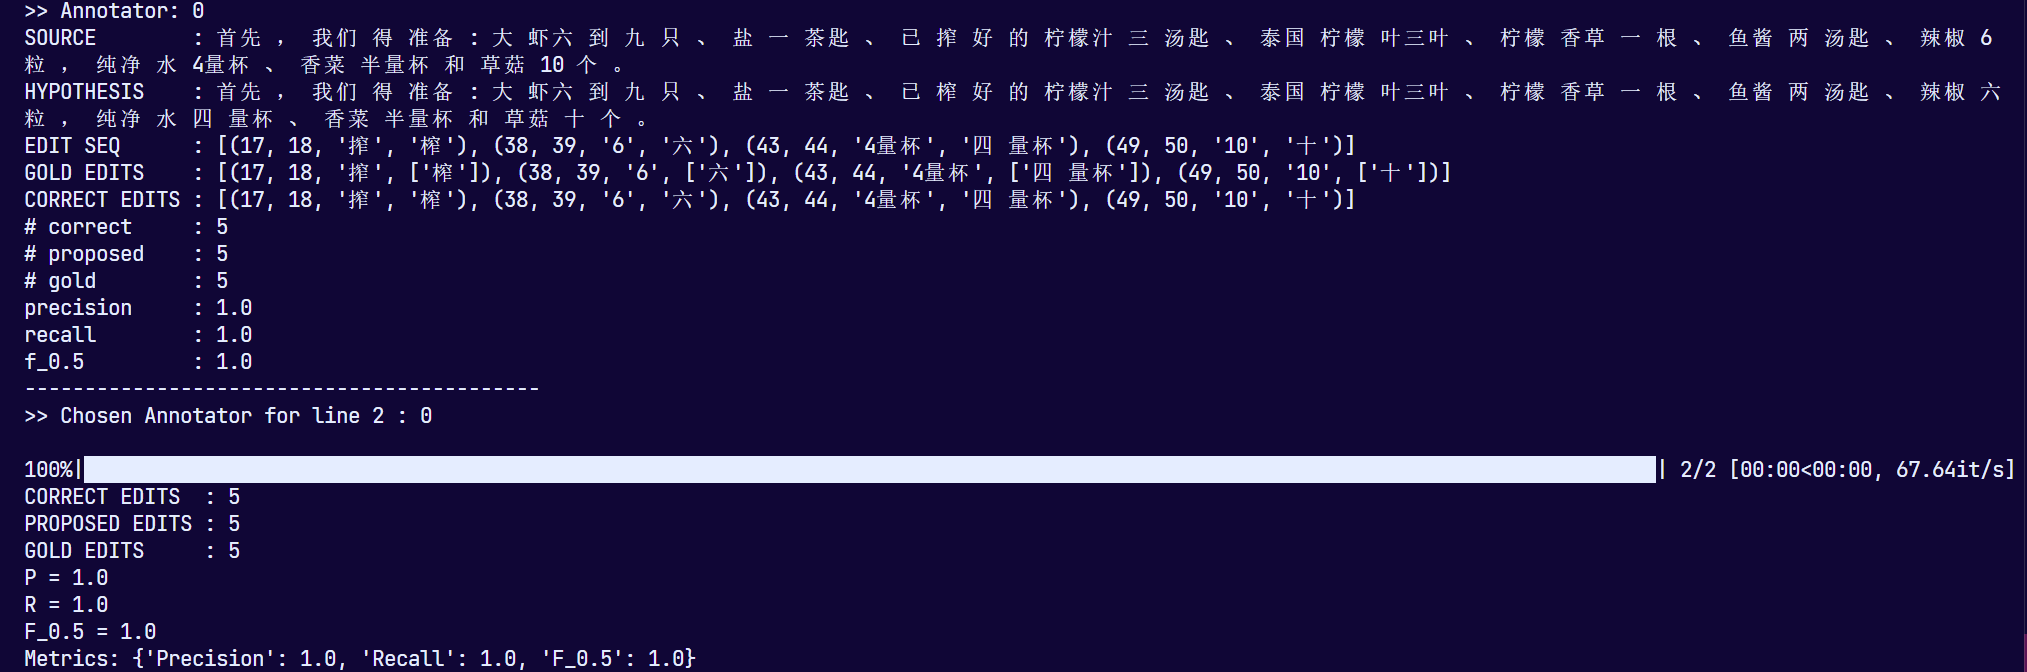 >> Annotator: 0
SOURCE : 首先 ， 我们 得 准备 : 大 虾六 到 九 只 、 盐 一 茶匙 、 已 搾 好 的 柠檬汁 三 汤匙 、 泰国 柠檬 叶三叶 、 柠檬 香草 一 根 、 鱼酱 两 汤匙 、 辣椒 6
粒 ， 纯净 水 4量杯 、 香菜 半量杯 和 草菇 10 个 。
HYPOTHESIS : 首先 ， 我们 得 准备 : 大 虾六 到 九 只 、 盐 一 茶匙 、 已 榨 好 的 柠檬汁 三 汤匙 、 泰国 柠檬 叶三叶 、 柠檬 香草 一 根 、 鱼酱 两 汤匙 、 辣椒 六
粒 ， 纯净 水 四 量杯 、 香菜 半量杯 和 草菇 十 个 。
EDIT SEQ : [(17, 18, '搾', '榨'), (38, 39, '6', '六'), (43, 44, '4量杯', '四 量杯'), (49, 50, '10', '十')]
GOLD EDITS : [(17, 18, '搾', ['榨']), (38, 39, '6', ['六']), (43, 44, '4量杯', ['四 量杯']), (49, 50, '10', ['十'])]
CORRECT EDITS : [(17, 18, '搾', '榨'), (38, 39, '6', '六'), (43, 44, '4量杯', '四 量杯'), (49, 50, '10', '十')]
# correct : 5
# proposed : 5
# gold : 5
precision : 1.0
recall : 1.0
f_0.5 : 1.0
-------------------------------------------
>> Chosen Annotator for line 2 : 0
100%| | 2/2 [00:00<00:00, 67.64it/s]
CORRECT EDITS : 5
PROPOSED EDITS : 5
GOLD EDITS : 5
P = 1.0
R = 1.0
F_0.5 = 1.0
Metrics: {'Precision': 1.0, 'Recall': 1.0, 'F_0.5': 1.0}